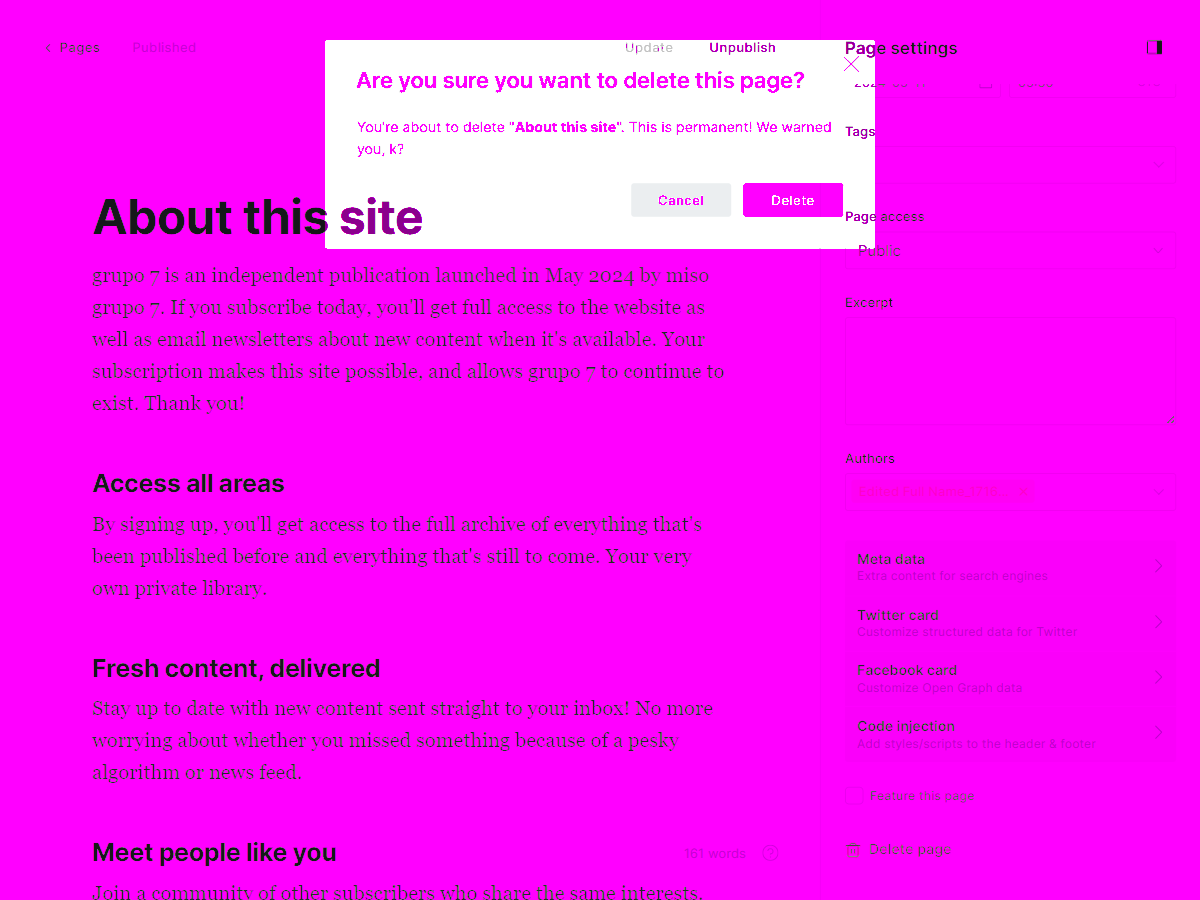 Pages
Published
Update
Unpublish
Page settings
Are you sure you want to delete this page?
You're about to delete "About this site". This is permanent! We warned
you, k?
Cancel
Delete
Tags
Page access
Public
Excerpt
Authors
Meta data
Extra content for search engines
Twitter card
Customize structured data for Twitter
Facebook card
Customize Open Graph data
Code injection
Add styles/scripts to the header & footer
Feature this page
Delete page
About this site
grupo 7 is an independent publication launched in May 2024 by miso
grupo 7. If you subscribe today, you'll get full access to the website as
well as email newsletters about new content when it's available. Your
subscription makes this site possible, and allows grupo 7 to continue to
exist. Thank you!
Access all areas
By signing up, you'll get access to the full archive of everything that's
been published before and everything that's still to come. Your very
own private library.
Fresh content, delivered
Stay up to date with new content sent straight to your inbox! No more
worrying about whether you missed something because of a pesky
algorithm or news feed.
Meet people like you
161 words
Join a community of other subscribers who share the same interests.